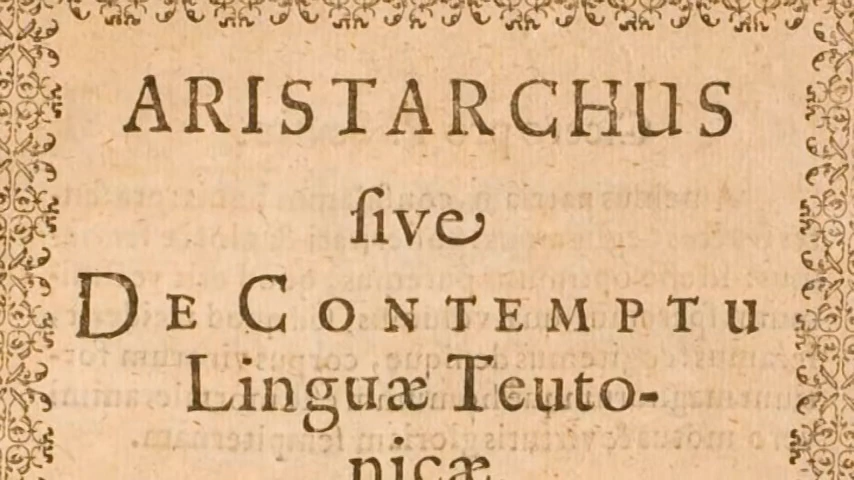 ARISTARCHUS
ſive
DE CONTEMPTU
Linguæ Teuto-
nicæ